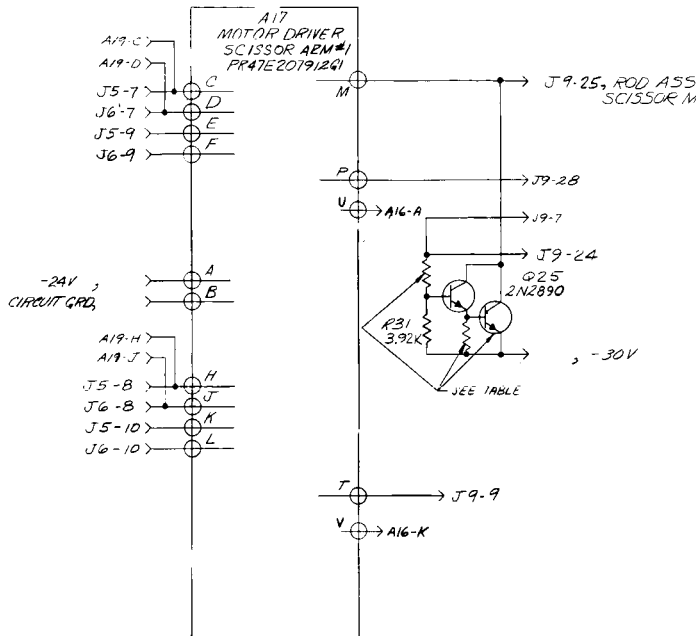 A17
MOTOR DRIVER
SCISSOR ARM #1
PR47E207912G1
A19-C
A19-D
J5-7
J6-7
J5-9
J6-9
C
D
E
F
M
J9-25, ROD ASS
SCISSOR M
P
J9-28
U
A16-A
J9-7
J9-24
Q25
2N2890
-24V ,
CIRCUIT GRD,
A
B
R31
3.92K
, -30V
SEE TABLE
A19-H
A19-J
J5-8
J6-8
J5-10
J6-10
H
J
K
L
T
J9-9
V
A16-K